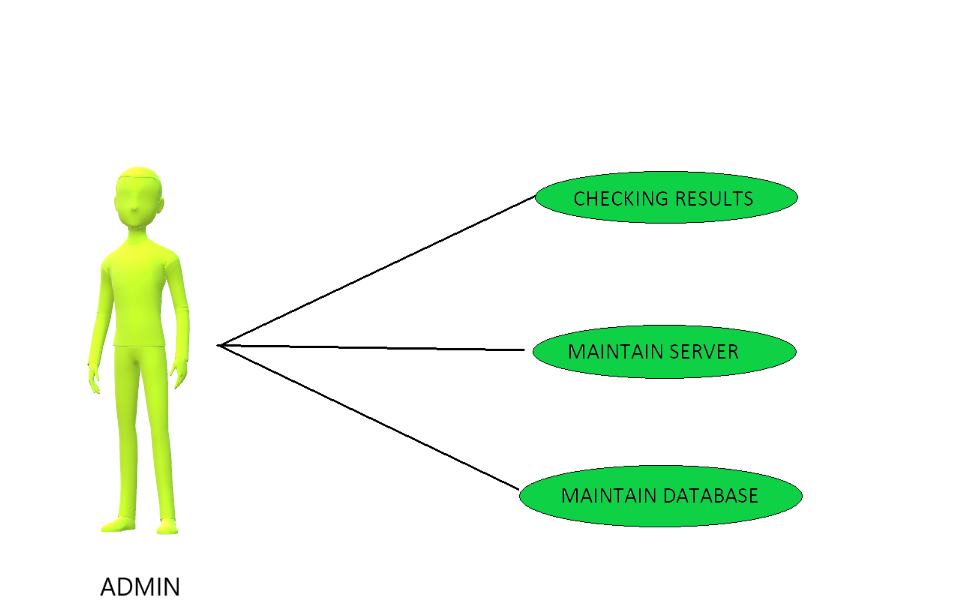 CHECKING RESULTS
MAINTAIN SERVER
MAINTAIN DATABASE
ADMIN